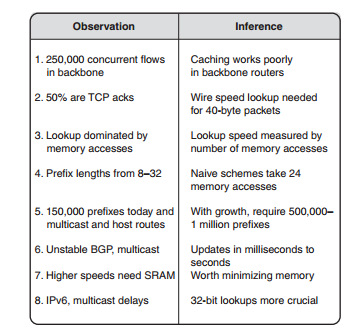 Observation Inference
1. 250,000 concurrent flows Caching works poorly
in backbone in backbone routers
2. 50% are TCP acks Wire speed lookup needed
for 40-byte packets
3. Lookup dominated by Lookup speed measured by
memory accesses number of memory accesses
4. Prefix lengths from 8–32 Naive schemes take 24
memory accesses
5. 150,000 prefixes today and With growth, require 500,000–
multicast and host routes 1 million prefixes
6. Unstable BGP, multicast Updates in milliseconds to
seconds
7. Higher speeds need SRAM Worth minimizing memory
8. IPv6, multicast delays 32-bit lookups more crucial